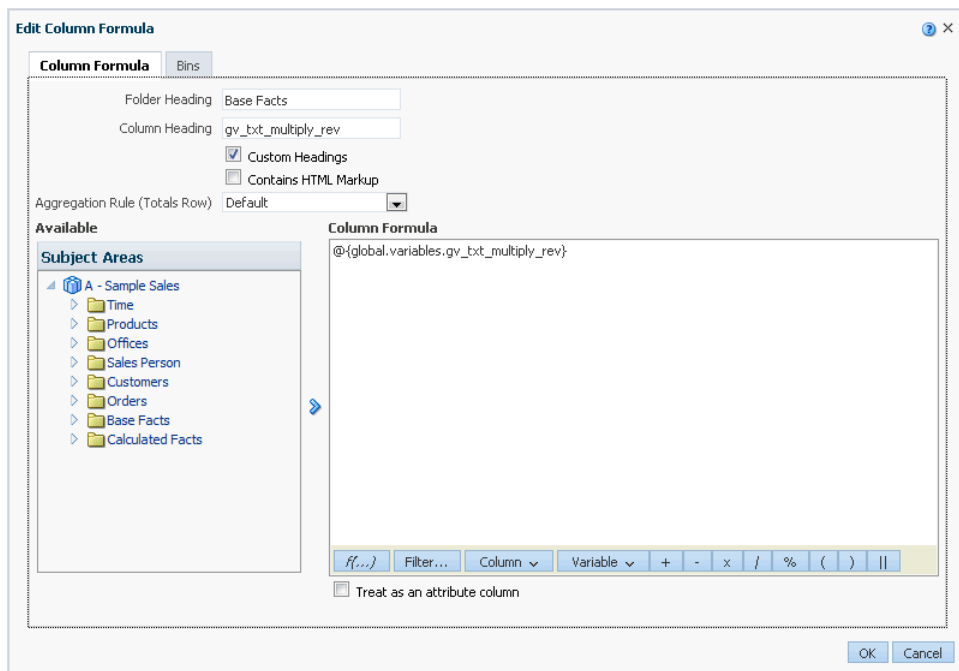 Edit Column Formula
Column Formula Bins
Folder Heading Base Facts
Column Heading gv_txt_multiply_rev
Custom Headings
Contains HTML Markup
Aggregation Rule (Totals Row) Default
Available Column Formula
Subject Areas @{global.variables.gv_txt_multiply_rev}
A - Sample Sales
Time
Products
Offices
Sales Person
Customers
Orders
Base Facts
Calculated Facts
f(...) Filter... Column Variable + - x / % ( ) ||
Treat as an attribute column
OK Cancel